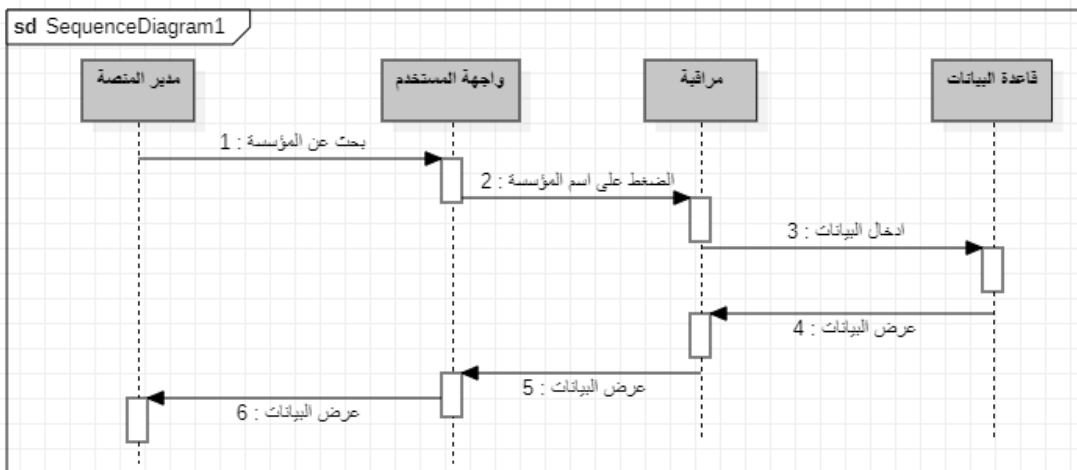 sd SequenceDiagram1
مدير المنصة
واجهة المستخدم
مراقبة
قاعدة البيانات
1 : بحث عن المؤسسة
2 : الضغط على اسم المؤسسة
3 : ادخال البيانات
4 : عرض البيانات
5 : عرض البيانات
6 : عرض البيانات